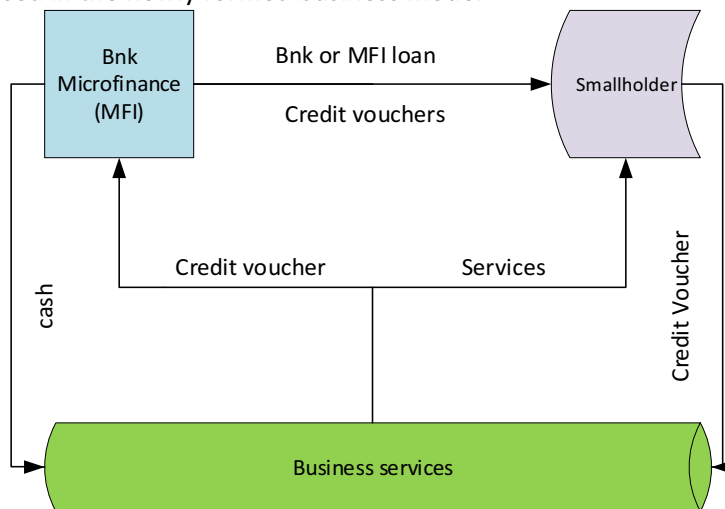 Bnk
Microfinance
(MFI)
Bnk or MFI loan
Credit vouchers
Smallholder
Credit voucher
Services
cash
Credit Voucher
Business services